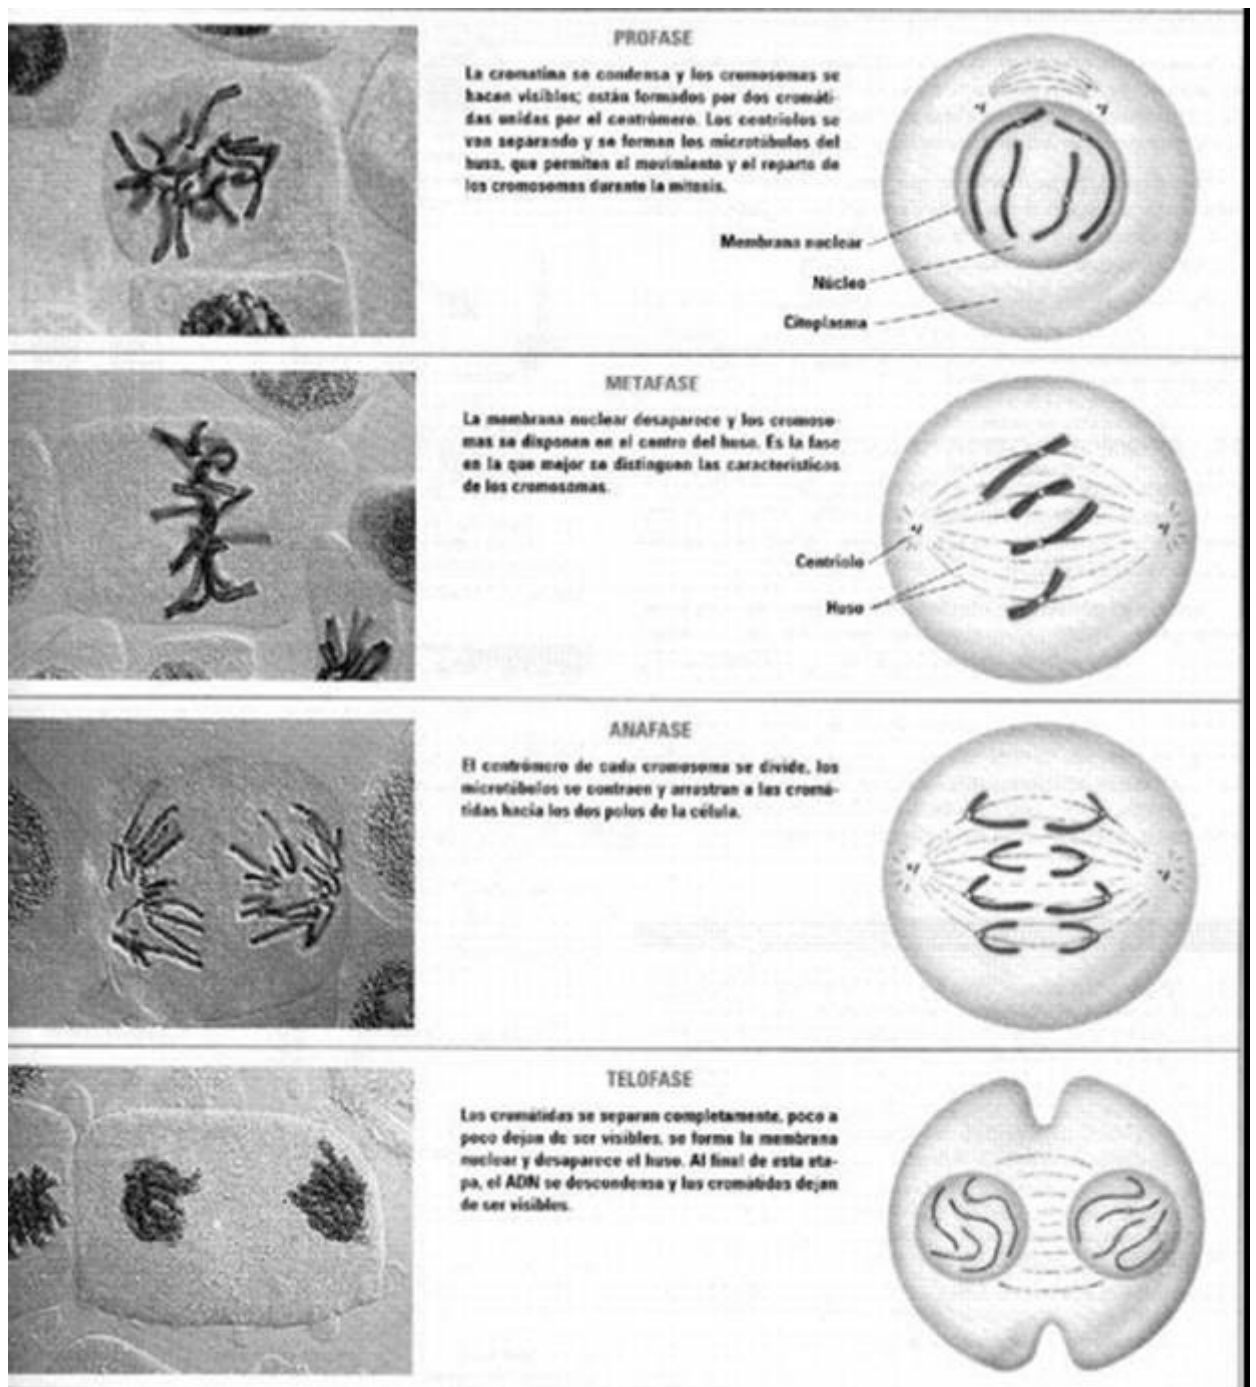 PROFASE
La cromatina se condensa y los cromosomas se
hacen visibles; están formados por dos cromáti-
das unidas por el centrómero. Los centriolos se
van separando y se forman los microtúbulos del
huso, que permiten el movimiento y el reparto de
los cromosomas durante la mitosis.
Membrana nuclear
Núcleo
Citoplasma
METAFASE
La membrana nuclear desaparece y los cromoso-
mas se disponen en el centro del huso. Es la fase
en la que mejor se distinguen las características
de los cromosomas.
Centriolo
Huso
ANAFASE
El centrómero de cada cromosoma se divide, los
microtúbulos se contraen y arrastran a las cromá-
tidas hacia los dos polos de la célula.
TELOFASE
Las cromátidas se separan completamente, poco a
poco dejan de ser visibles, se forma la membrana
nuclear y desaparece el huso. Al final de esta eta-
pa, el ADN se descondensa y las cromátidas dejan
de ser visibles.